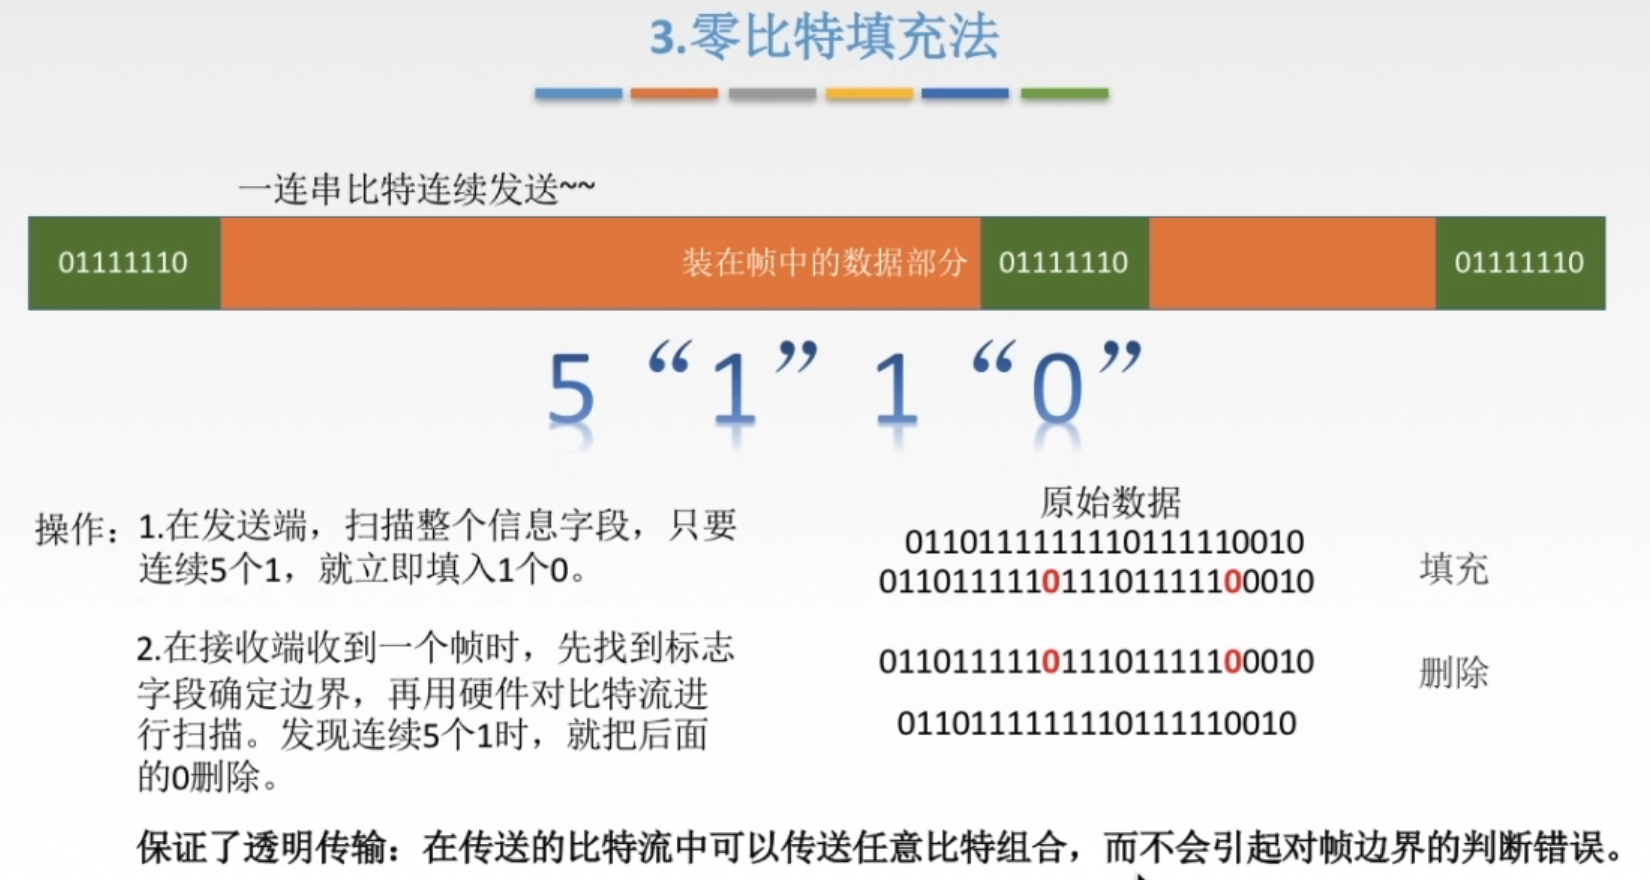 3.零比特填充法
一连串比特连续发送~~
01111110
装在帧中的数据部分
01111110
01111110
5 “1” 1 “0”
操作：
1.在发送端，扫描整个信息字段，只要
连续5个1，就立即填入1个0。
2.在接收端收到一个帧时，先找到标志
字段确定边界，再用硬件对比特流进
行扫描。发现连续5个1时，就把后面
的0删除。
原始数据
0110111111110111110010
011011111011101111100010
填充
011011111011101111100010
删除
0110111111110111110010
保证了透明传输：在传送的比特流中可以传送任意比特组合，而不会引起对帧边界的判断错误。